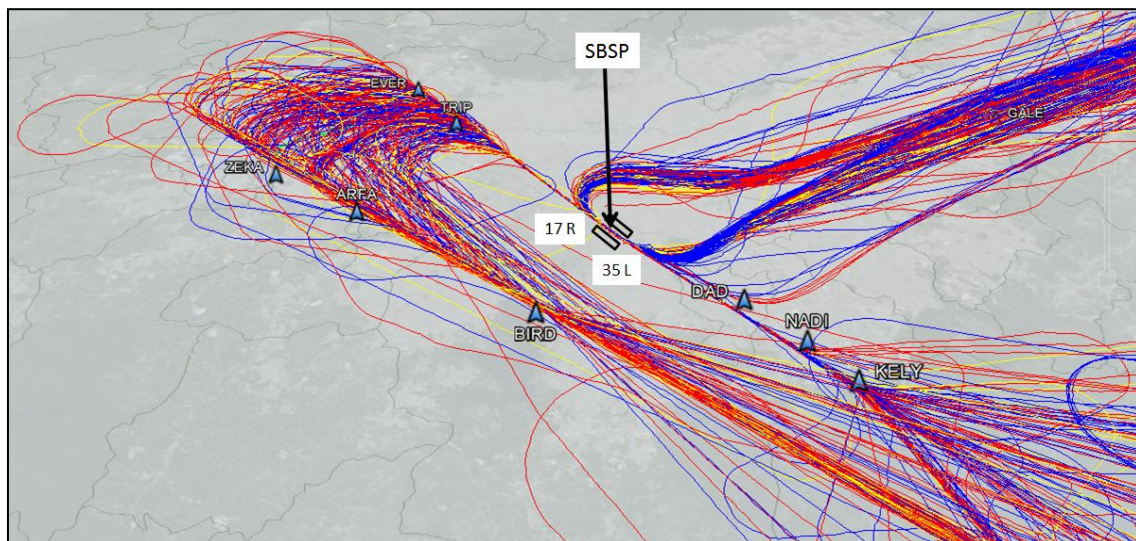 SBSP
EVER
TRIP
GALE
ZEKA
ARFA
17 R
35 L
DAD
NADI
BIRD
KELY